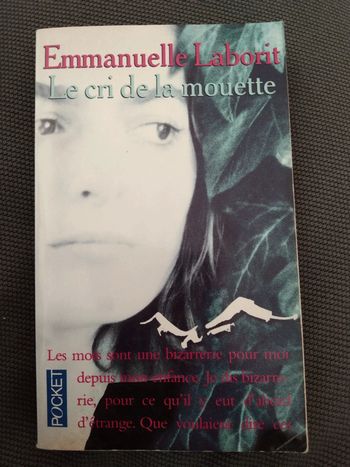 Emmanuelle Laborit
Le cri de la mouette
Les mots sont une bizarrerie pour moi
depuis mon enfance. Je dis bizarre-
rie, pour ce qu'il y eut d'abord
d'étrange. Que voulaient dire ces
POCKET